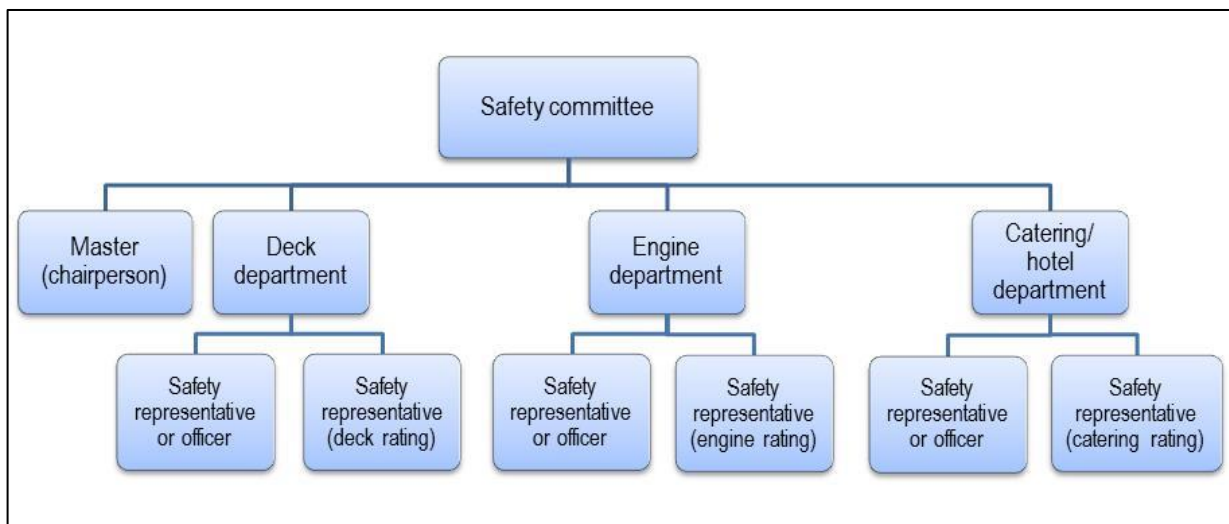 Safety committee
Master
(chairperson)
Deck
department
Engine
department
Catering/
hotel
department
Safety
representative
or officer
Safety
representative
(deck rating)
Safety
representative
or officer
Safety
representative
(engine rating)
Safety
representative
or officer
Safety
representative
(catering rating)